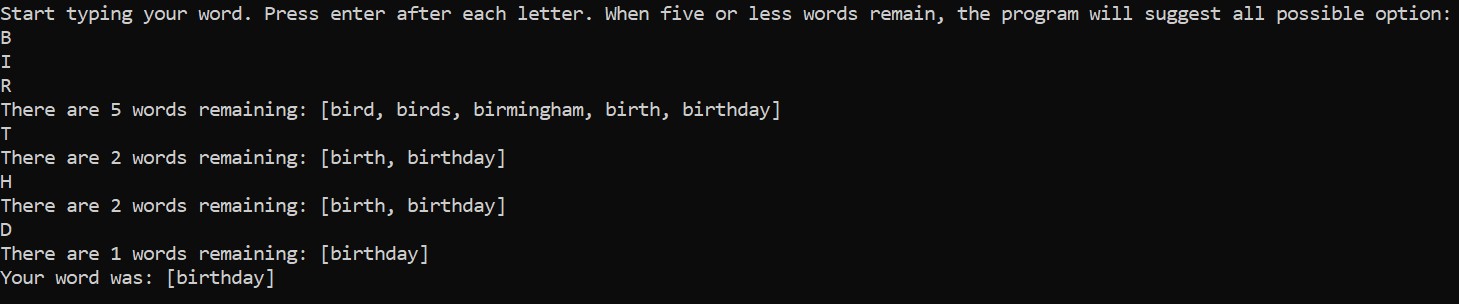 Start typing your word. Press enter after each letter. When five or less words remain, the program will suggest all possible option:
B
I
R
There are 5 words remaining: [bird, birds, birmingham, birth, birthday]
T
There are 2 words remaining: [birth, birthday]
H
There are 2 words remaining: [birth, birthday]
D
There are 1 words remaining: [birthday]
Your word was: [birthday]